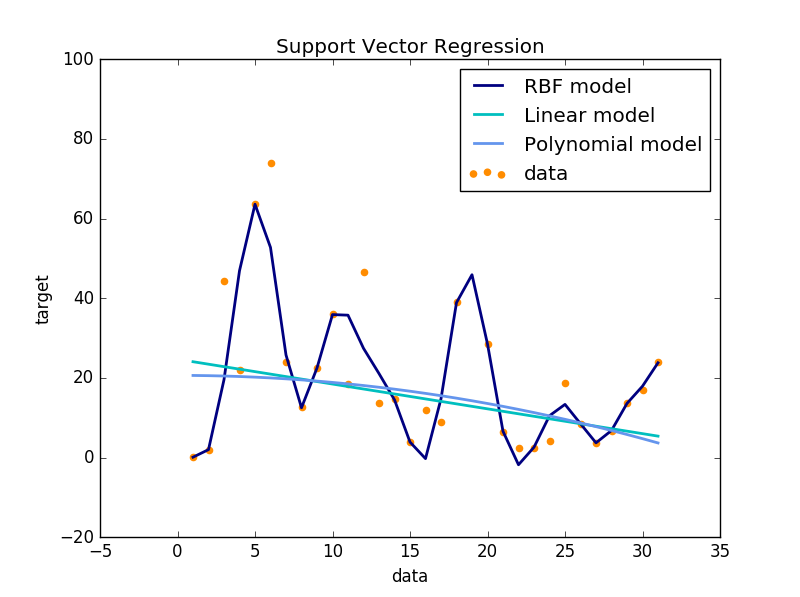 Support Vector Regression
100
80
60
40
20
0
−20
target
RBF model
Linear model
Polynomial model
data
−5
0
5
10
15
20
25
30
35
data